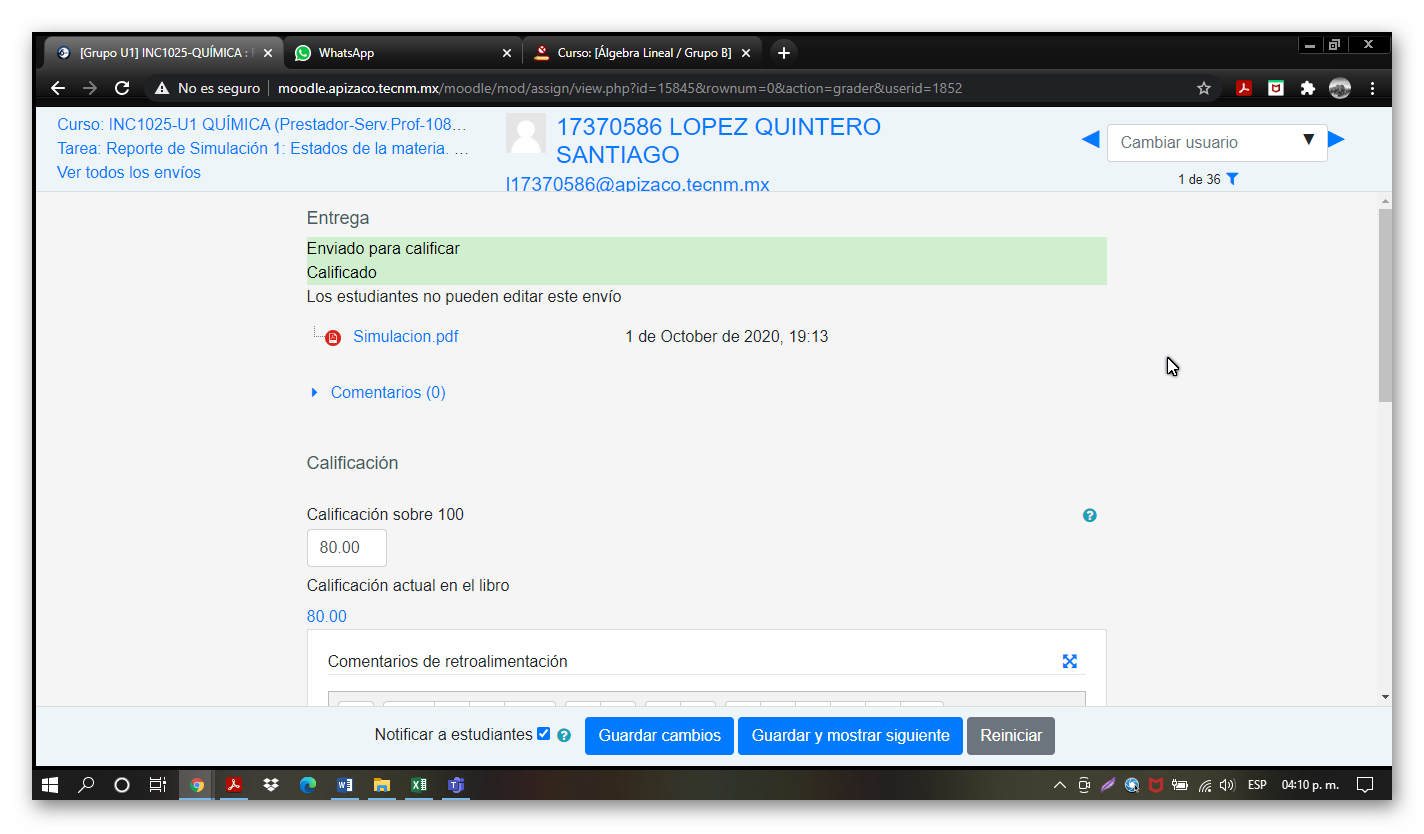 [Grupo U1] INC1025-QUÍMICA :
WhatsApp
Curso: [Álgebra Lineal / Grupo B]
No es seguro | moodle.apizaco.tecnm.mx/moodle/mod/assign/view.php?id=15845&rownum=0&action=grader&userid=1852
Curso: INC1025-U1 QUÍMICA (Prestador-Serv.Prof-108...
Tarea: Reporte de Simulación 1: Estados de la materia. ...
Ver todos los envíos
17370586 LOPEZ QUINTERO
SANTIAGO
l17370586@apizaco.tecnm.mx
Cambiar usuario
1 de 36
Entrega
Enviado para calificar
Calificado
Los estudiantes no pueden editar este envío
Simulacion.pdf 1 de October de 2020, 19:13
Comentarios (0)
Calificación
Calificación sobre 100
80.00
Calificación actual en el libro
80.00
Comentarios de retroalimentación
Notificar a estudiantes
Guardar cambios
Guardar y mostrar siguiente
Reiniciar
ESP 04:10 p. m.